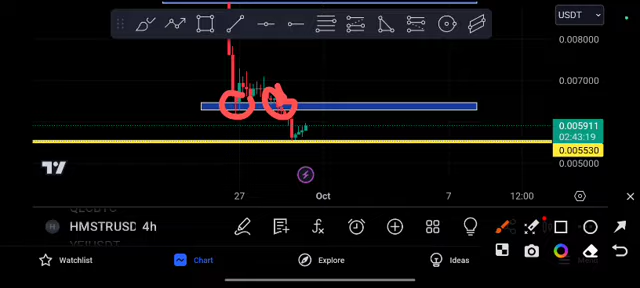 USDT
0.008000
0.007000
0.005911
02:43:19
0.005530
0.005000
27 Oct 7 12:00
HMSTRUSD 4h
Watchlist Chart Explore Ideas